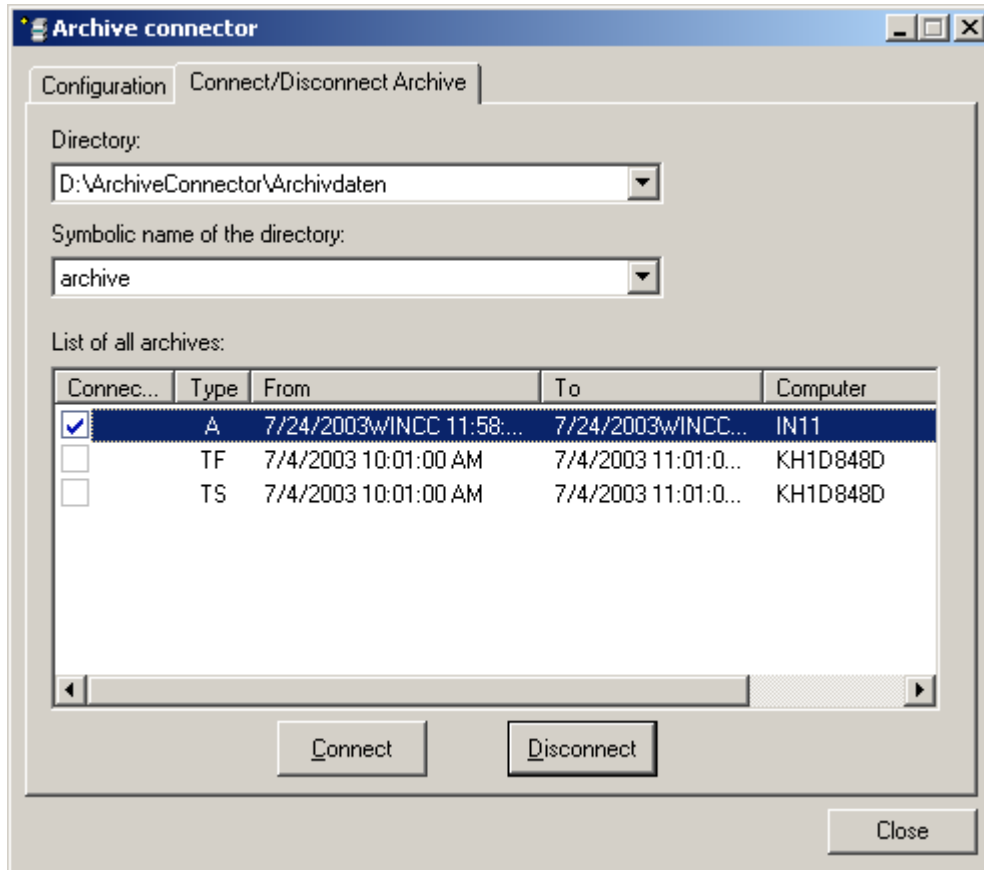 Archive connector
Configuration Connect/Disconnect Archive
Directory:
D:\ArchiveConnector\Archivdaten
Symbolic name of the directory:
archive
List of all archives:
Connec... Type From To Computer
A 7/24/2003WINCC 11:58:... 7/24/2003WINCC... IN11
TF 7/4/2003 10:01:00 AM 7/4/2003 11:01:0... KH1D848D
TS 7/4/2003 10:01:00 AM 7/4/2003 11:01:0... KH1D848D
Connect Disconnect
Close